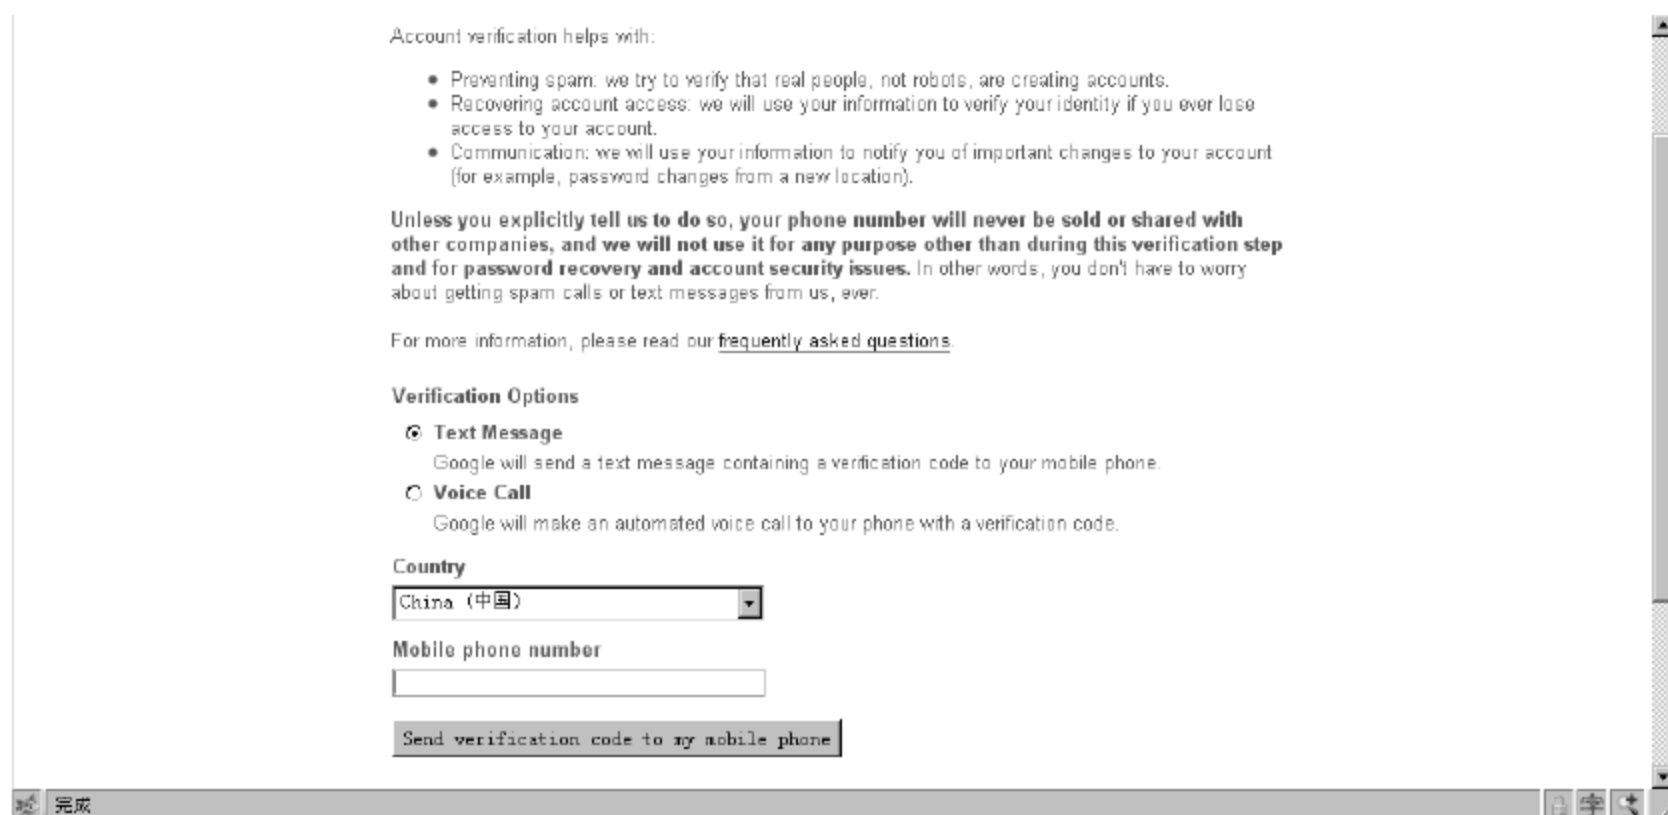 Account verification helps with:
Preventing spam: we try to verify that real people, not robots, are creating accounts.
Recovering account access: we will use your information to verify your identity if you ever lose
access to your account.
Communication: we will use your information to notify you of important changes to your account
(for example, password changes from a new location).
Unless you explicitly tell us to do so, your phone number will never be sold or shared with
other companies, and we will not use it for any purpose other than during this verification step
and for password recovery and account security issues. In other words, you don't have to worry
about getting spam calls or text messages from us, ever.
For more information, please read our frequently asked questions.
Verification Options
Text Message
Google will send a text message containing a verification code to your mobile phone.
Voice Call
Google will make an automated voice call to your phone with a verification code.
Country
China (中国)
Mobile phone number
Send verification code to my mobile phone
完成
字